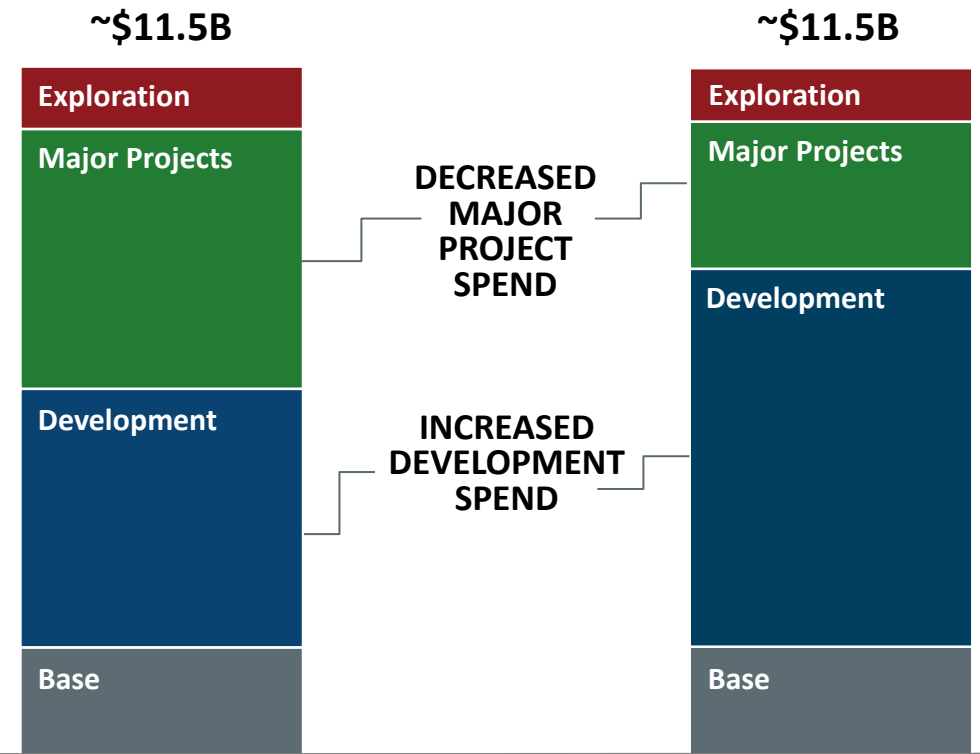 ~$11.5B
Exploration
Major Projects
Development
Base
DECREASED
MAJOR
PROJECT
SPEND
INCREASED
DEVELOPMENT
SPEND
~$11.5B
Exploration
Major Projects
Development
Base